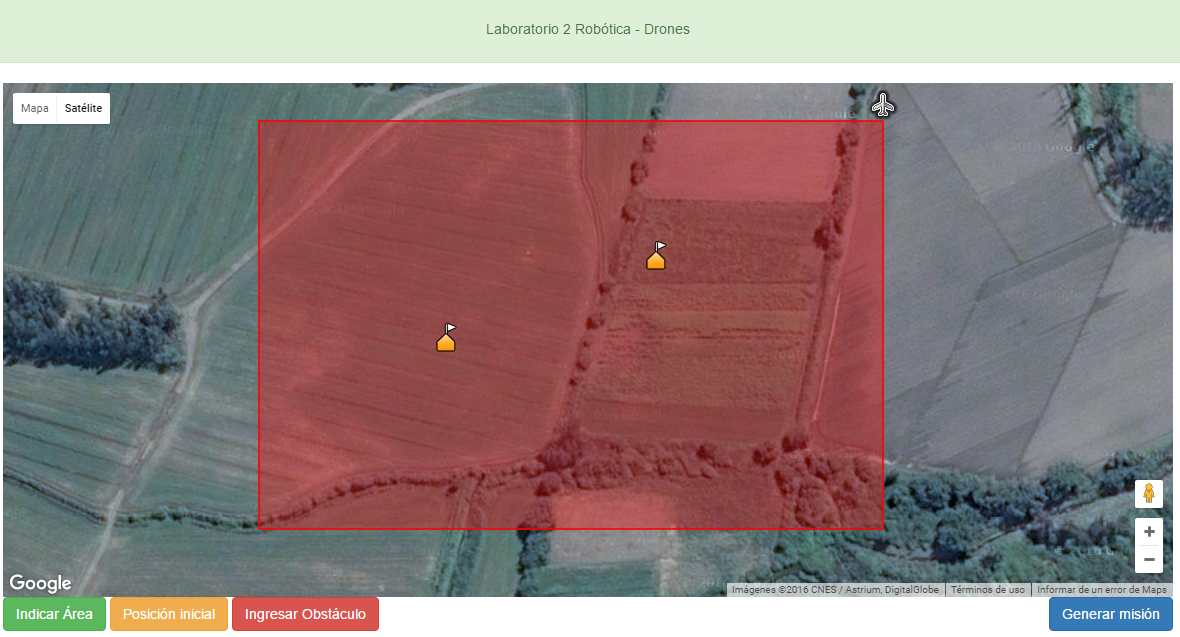 Laboratorio 2 Robótica - Drones
Mapa Satélite
Google
Imágenes ©2016 CNES / Astrium, DigitalGlobe Términos de uso Informar de un error de Maps
Indicar Área Posición inicial Ingresar Obstáculo Generar misión